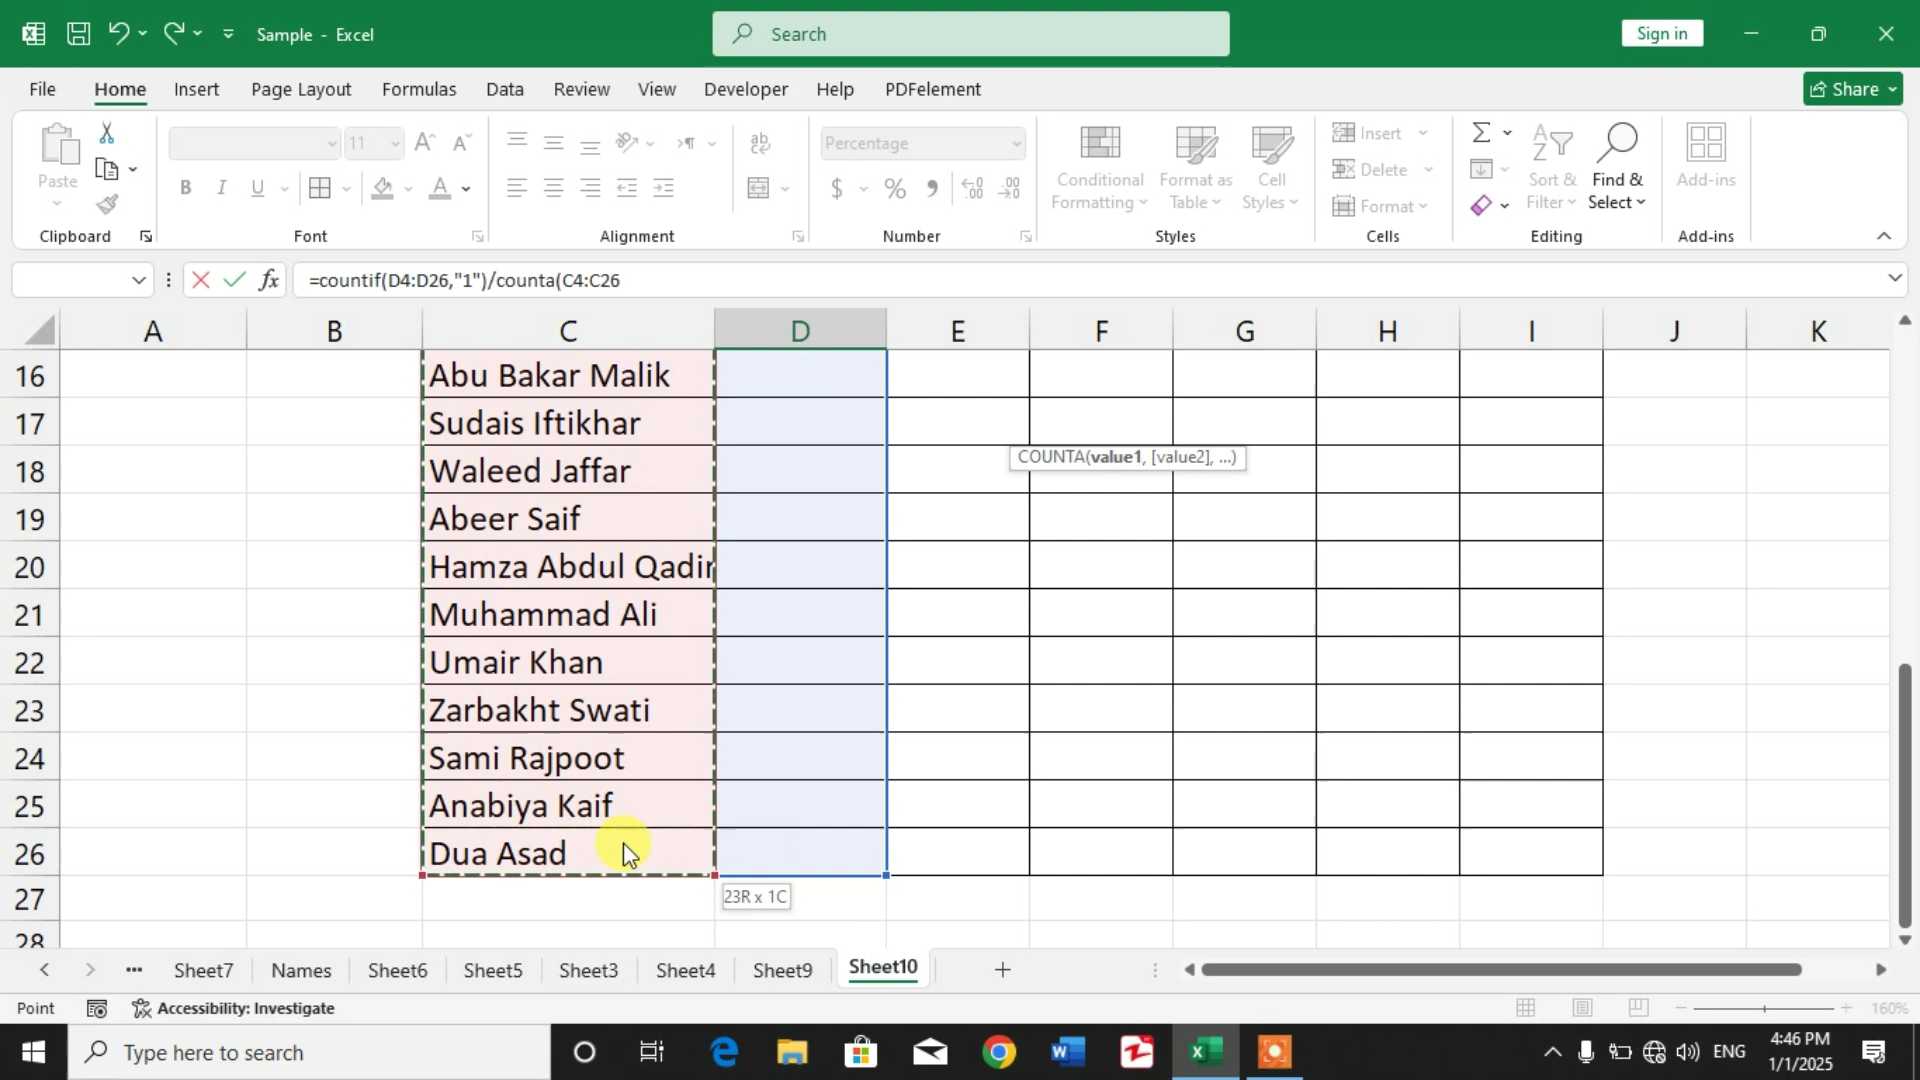 Sample - Excel
Search
Sign in
File Home Insert Page Layout Formulas Data Review View Developer Help PDFelement
Share
Paste
11
A A
Percentage
Conditional Formatting
Format as Table
Cell Styles
Insert
Delete
Format
Sort & Filter
Find & Select
Add-ins
B I U
A
ab
$ % 9
Clipboard Font Alignment Number Styles Cells Editing Add-ins
fx
=countif(D4:D26,"1")/counta(C4:C26
A B C D E F G H I J K
16 Abu Bakar Malik
17 Sudais Iftikhar
18 Waleed Jaffar
COUNTA(value1, [value2], ...)
19 Abeer Saif
20 Hamza Abdul Qadir
21 Muhammad Ali
22 Umair Khan
23 Zarbakht Swati
24 Sami Rajpoot
25 Anabiya Kaif
26 Dua Asad
23R x 1C
27
28
Sheet7 Names Sheet6 Sheet5 Sheet3 Sheet4 Sheet9 Sheet10
Point
Accessibility: Investigate
160%
Type here to search
ENG
4:46 PM
1/1/2025